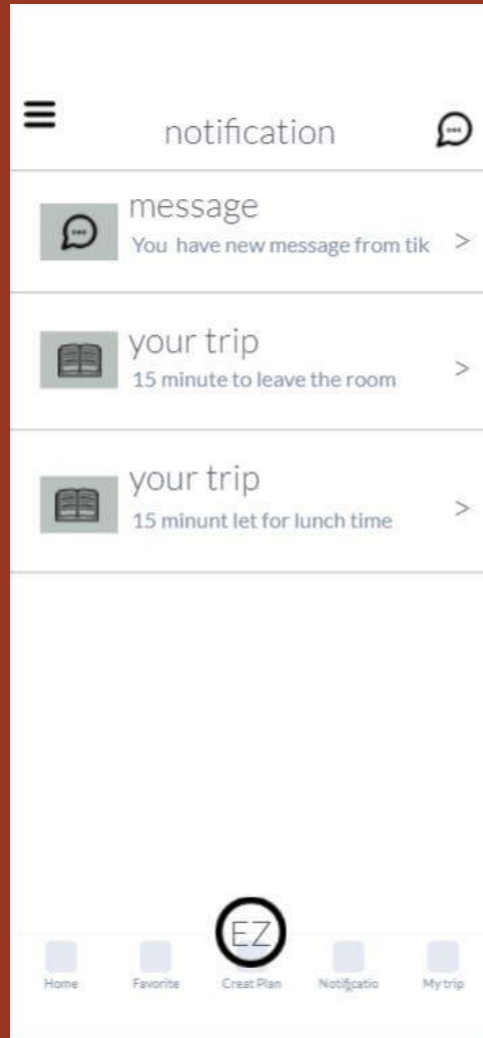 notification
message
You have new message from tik
>
your trip
15 minute to leave the room
>
your trip
15 minunt let for lunch time
>
EZ
Home Favorite Creat Plan Notificatio My trip